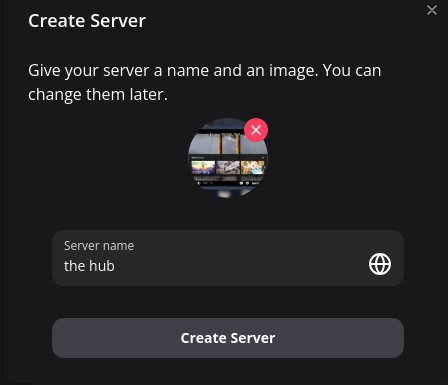 Create Server
Give your server a name and an image. You can
change them later.
Server name
the hub
Create Server